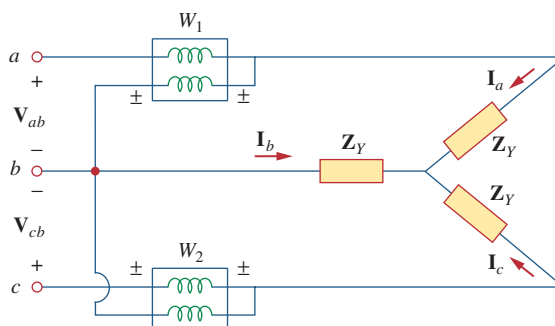 W1
a
+
± ±
Ia
Vab
ZY
−
Ib
ZY
b
−
ZY
Vcb
W2
Ic
+
± ±
c